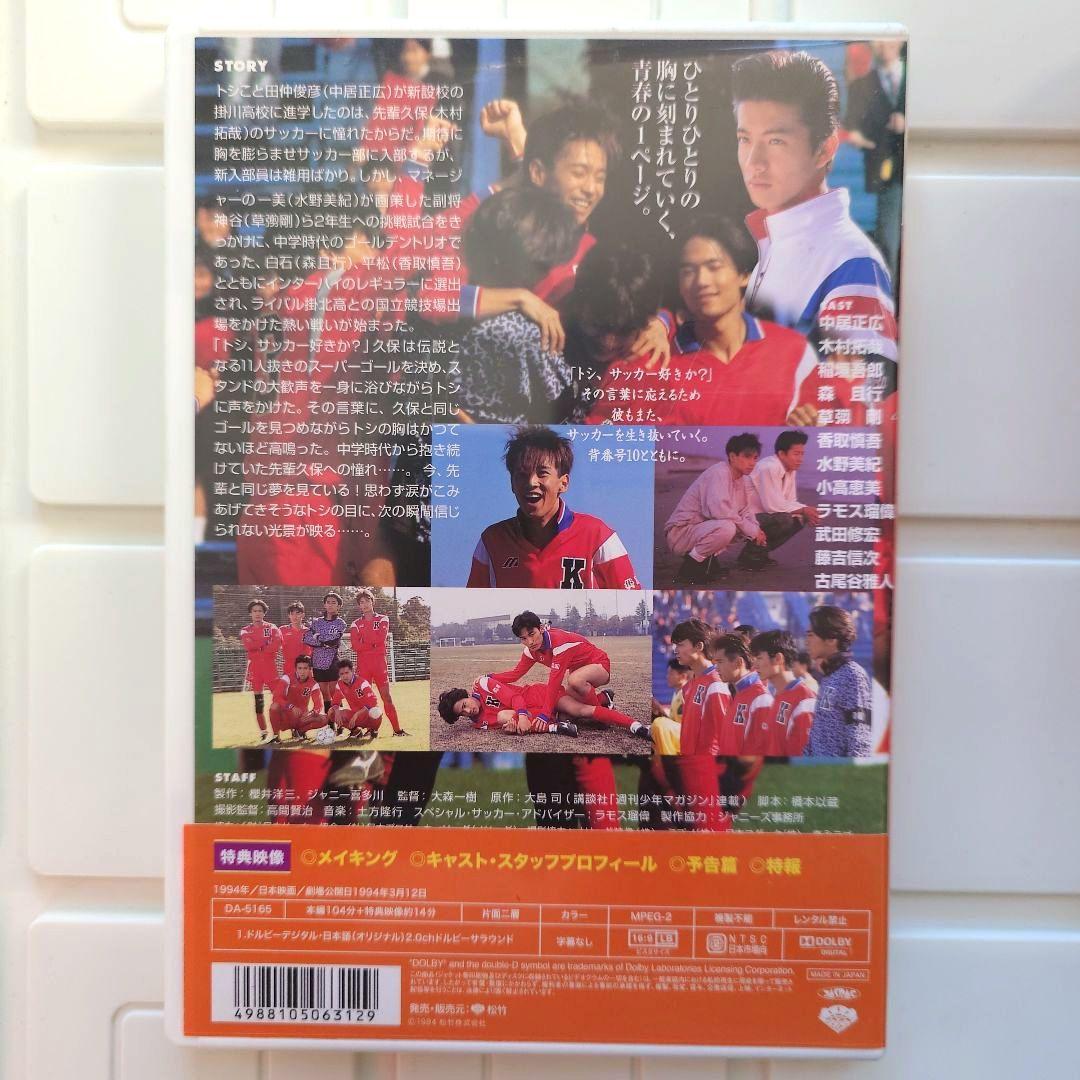 STORY
トシこと田仲俊彦(中居正広)が新設校の
掛川高校に進学したのは、先輩久保(木村
拓哉)のサッカーに憧れたからだ。期待に
胸を膨らませサッカー部に入部するが、
新入部員は雑用ばかり。しかし、マネージ
ャーの一美(水野美紀)が画策した副将
神谷(草彅剛)ら2年生への挑戦試合をき
っかけに、中学時代のゴールデントリオで
あった、白石(森且行)、平松(香取慎吾)
とともにインターハイのレギュラーに選出
され、ライバル掛北高との国立競技場出
場をかけた熱い戦いが始まった。
「トシ、サッカー好きか?」久保は伝説と
なる11人抜きのスーパーゴールを決め、ス
タンドの大歓声を一身に浴びながらトシ
に声をかけた。その言葉に、久保と同じ
ゴールを見つめながらトシの胸はかつて
ないほど高鳴った。中学時代から抱き続
けていた先輩久保への憧れ……。今、先
輩と同じ夢を見ている!思わず涙がこみ
あげてきそうなトシの目に、次の瞬間信じ
られない光景が映る……。
ひとりひとりの
胸に刻まれていく、
青春の1ページ。
「トシ、サッカー好きか?」
その言葉に応えるため
彼もまた、
サッカーを生き抜いていく。
背番号10とともに。
CAST
中居正広
木村拓哉
稲垣吾郎
森 且行
草彅 剛
香取慎吾
水野美紀
小高恵美
ラモス瑠偉
武田修宏
藤吉信次
古尾谷雅人
K
K
K
STAFF
製作:櫻井洋三、ジャニー喜多川 監督:大森一樹 原作:大島 司(講談社「週刊少年マガジン」連載) 脚本:橋本以蔵
撮影監督:高間賢治 音楽:土方隆行 スペシャル・サッカー・アドバイザー:ラモス瑠偉 製作協力:ジャニーズ事務所
特典映像 ◎メイキング ◎キャスト・スタッフプロフィール ◎予告篇 ◎特報
1994年/日本映画/劇場公開日1994年3月12日
DA-5165 本編104分+特典映像約14分 片面二層 カラー MPEG-2 複製不能 レンタル禁止
1.ドルビーデジタル・日本語(オリジナル)2.0chドルビーサラウンド 字幕なし 16:9 LB ビスタサイズ NTSC 日本市場向 DOLBY DIGITAL
"DOLBY" and the double-D symbol are trademarks of Dolby Laboratories Licensing Corporation.
MADE IN JAPAN
発売・販売元: 松竹
©1994 松竹株式会社
4988105063129